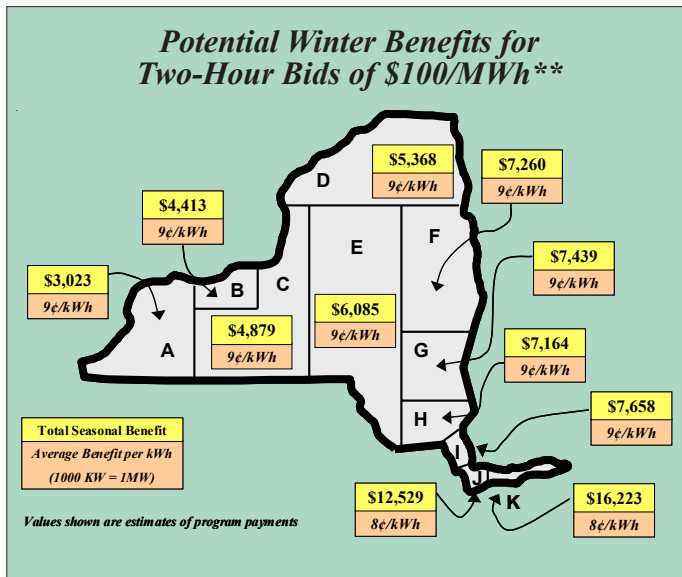 Potential Winter Benefits for
Two-Hour Bids of $100/MWh**
$5,368
9¢/kWh
$7,260
9¢/kWh
D
$4,413
9¢/kWh
E
F
$7,439
9¢/kWh
$3,023
9¢/kWh
B
C
$6,085
9¢/kWh
$4,879
9¢/kWh
A
G
$7,164
9¢/kWh
H
$7,658
9¢/kWh
Total Seasonal Benefit
Average Benefit per kWh
(1000 KW = 1MW)
I
J
K
$12,529
8¢/kWh
$16,223
8¢/kWh
Values shown are estimates of program payments